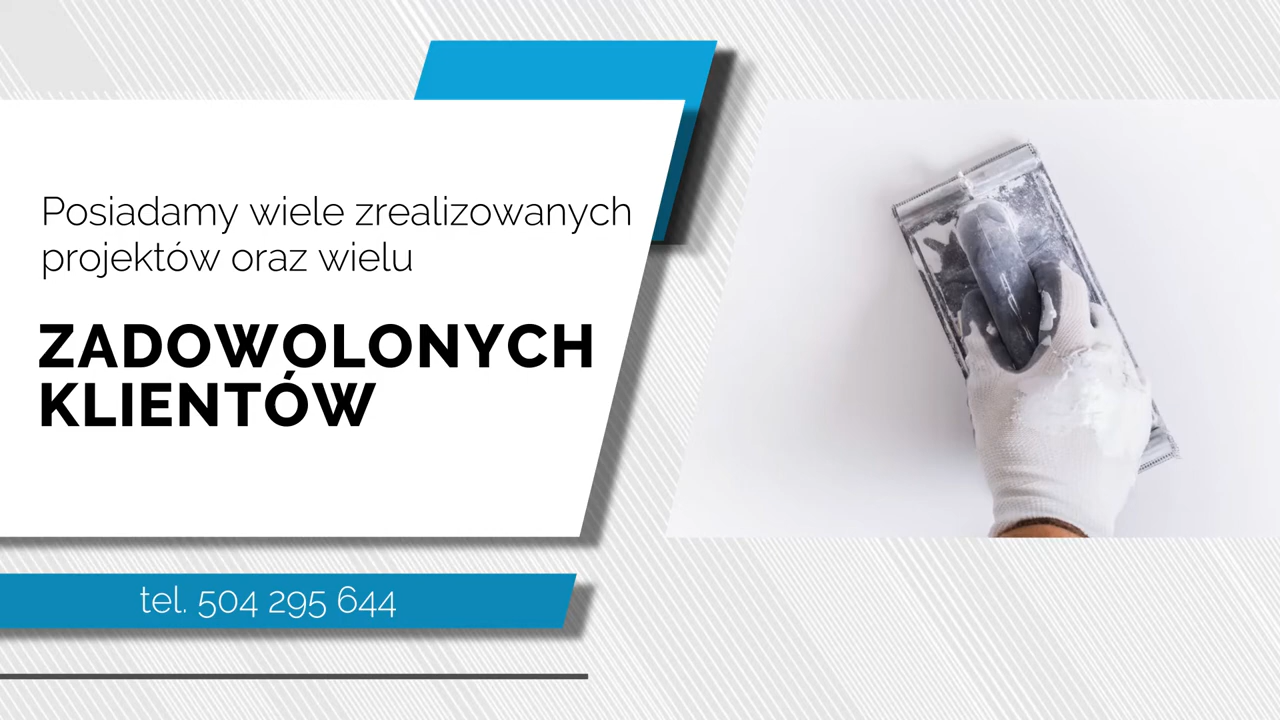 Posiadamy wiele zrealizowanych
projektów oraz wielu
ZADOWOLONYCH
KLIENTÓW
tel. 504 295 644